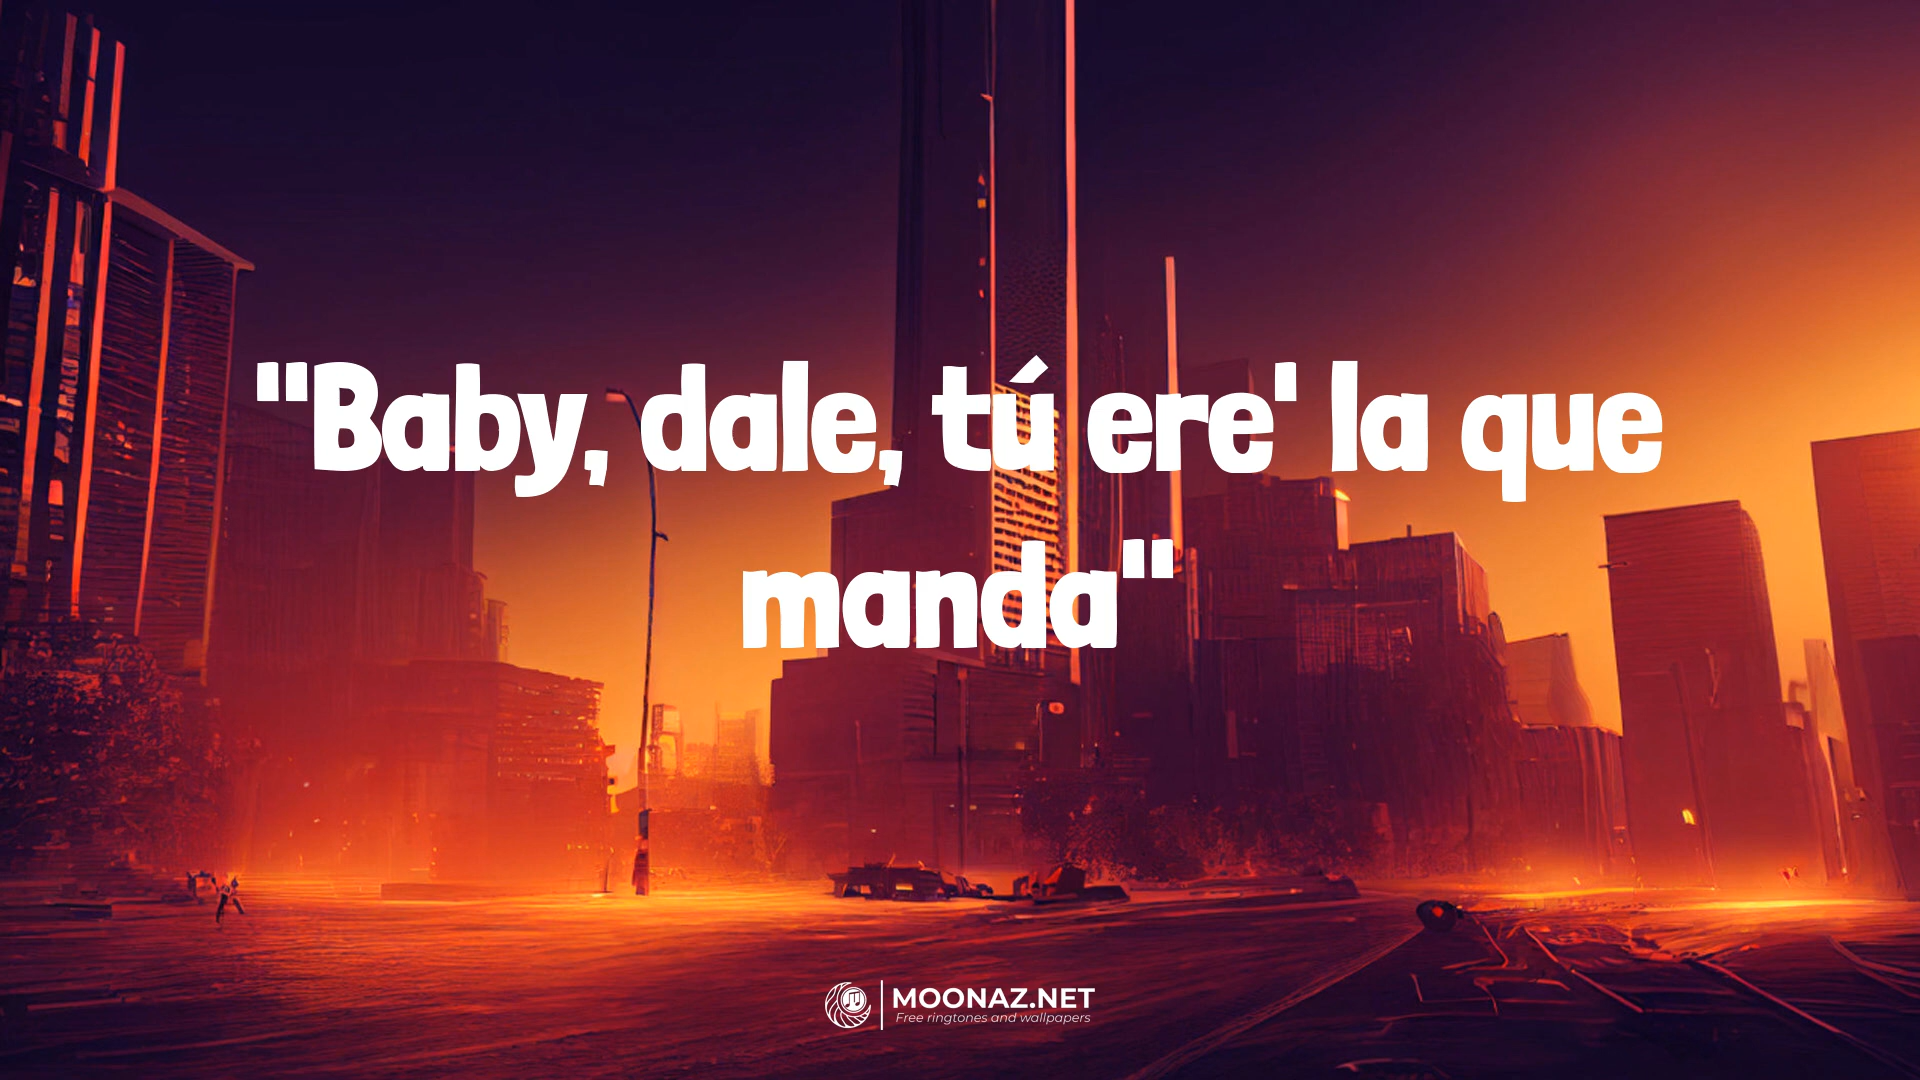 "Baby, dale, tú ere' la que
manda"
MOONAZ.NET
Free ringtones and wallpapers